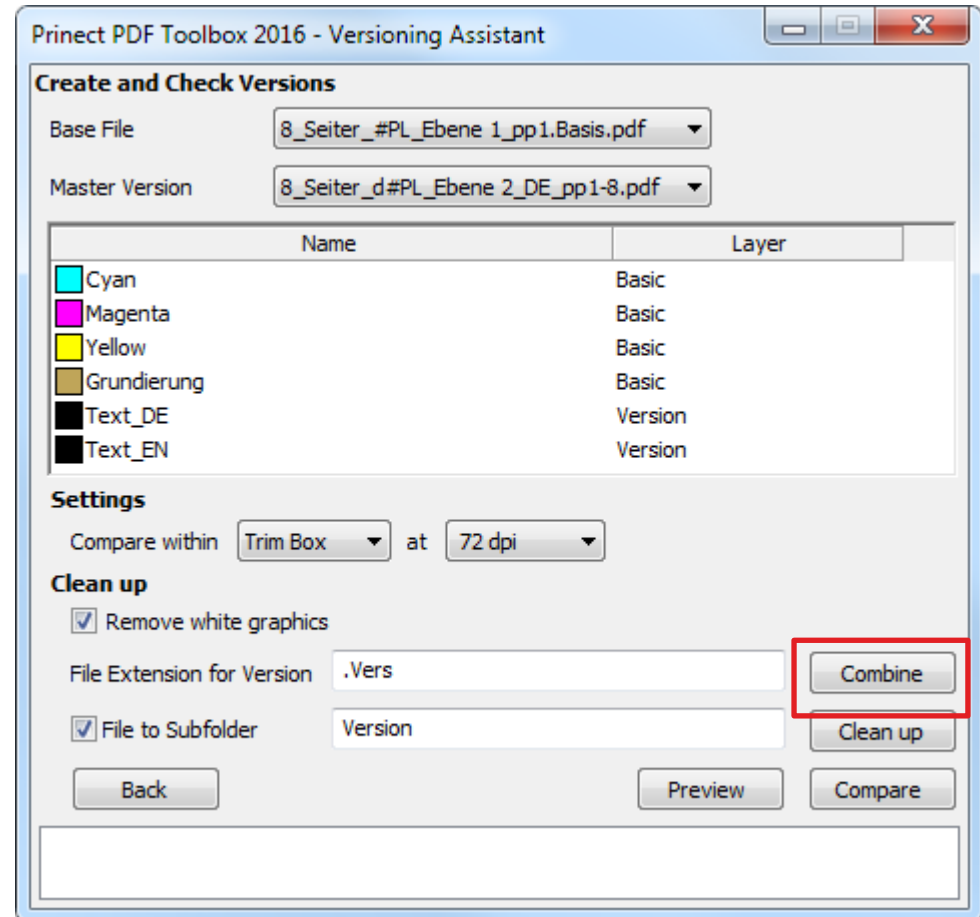 Prinect PDF Toolbox 2016 - Versioning Assistant
Create and Check Versions
Base File 8_Seiter_#PL_Ebene 1_pp1.Basis.pdf
Master Version 8_Seiter_d#PL_Ebene 2_DE_pp1-8.pdf
Name Layer
Cyan Basic
Magenta Basic
Yellow Basic
Grundierung Basic
Text_DE Version
Text_EN Version
Settings
Compare within Trim Box at 72 dpi
Clean up
Remove white graphics
File Extension for Version .Vers Combine
File to Subfolder Version Clean up
Back Preview Compare